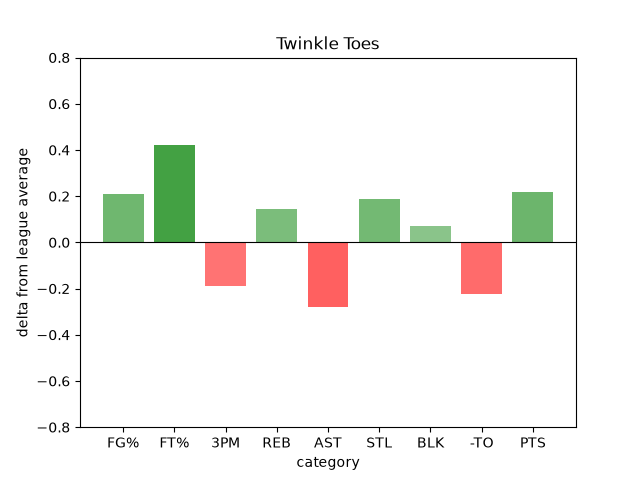 Twinkle Toes
delta from league average
0.8
0.6
0.4
0.2
0.0
−0.2
−0.4
−0.6
−0.8
FG% FT% 3PM REB AST STL BLK -TO PTS
category